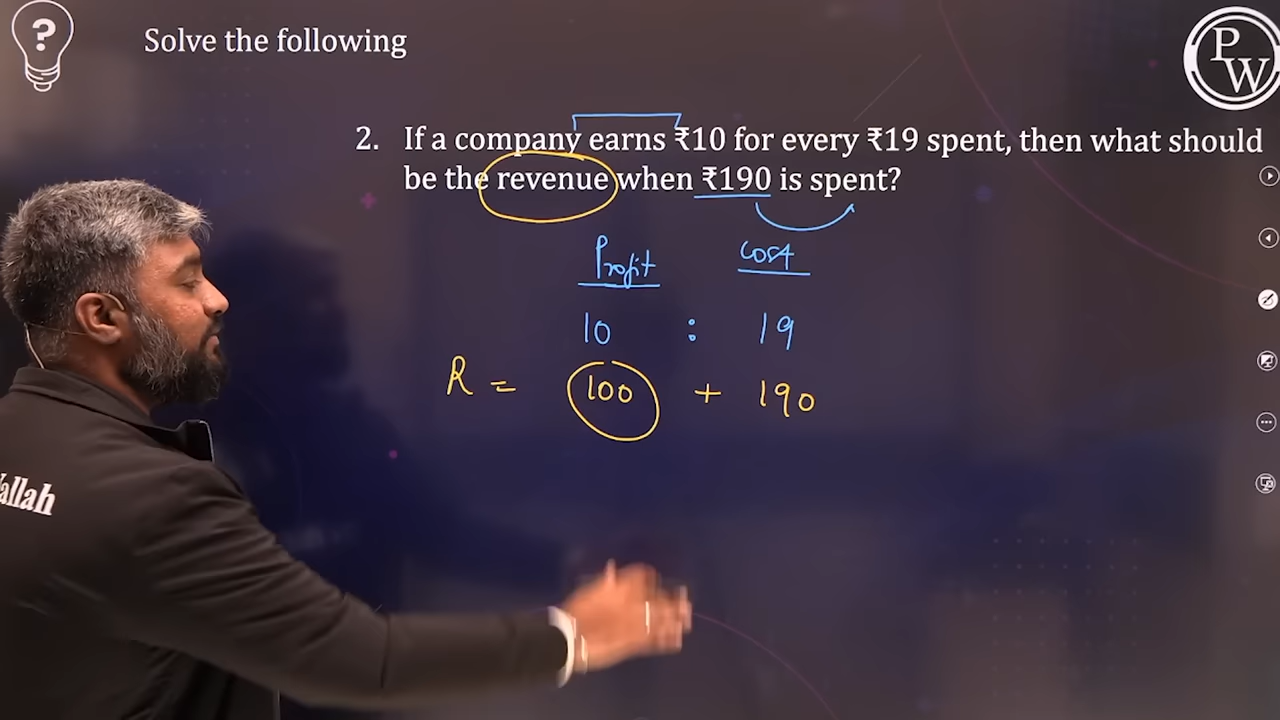 ?
Solve the following
PW
2. If a company earns ₹10 for every ₹19 spent, then what should
be the revenue when ₹190 is spent?
Profit Cost
10 : 19
R = 100 + 190
allah